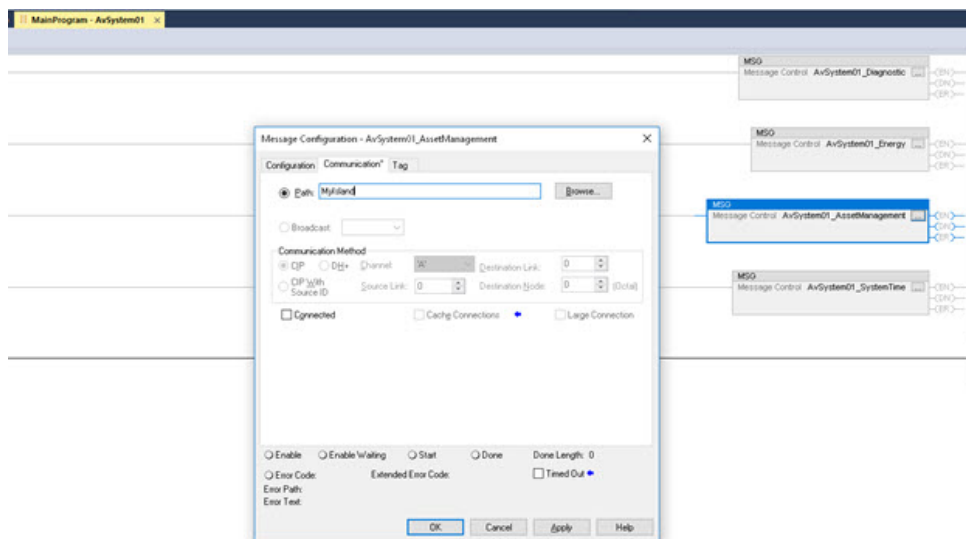 MainProgram - AvSystem01 ×
MSG
Message Control AvSystem01_Diagnostic ... (EN)
(DN)
(ER)
MSG
Message Control AvSystem01_Energy ... (EN)
(DN)
(ER)
MSG
Message Control AvSystem01_AssetManagement ... (EN)
(DN)
(ER)
MSG
Message Control AvSystem01_SystemTime ... (EN)
(DN)
(ER)
Message Configuration - AvSystem01_AssetManagement ×
Configuration Communication* Tag
Path: MyIsland Browse...
Broadcast:
Communication Method
CIP DH+ Channel: 'A' Destination Link: 0
CIP With Source ID Source Link: 0 Destination Node: 0 (Octal)
Connected Cache Connections Large Connection
Enable Enable Waiting Start Done Done Length: 0
Error Code: Extended Error Code: Timed Out
Error Path:
Error Text:
OK Cancel Apply Help